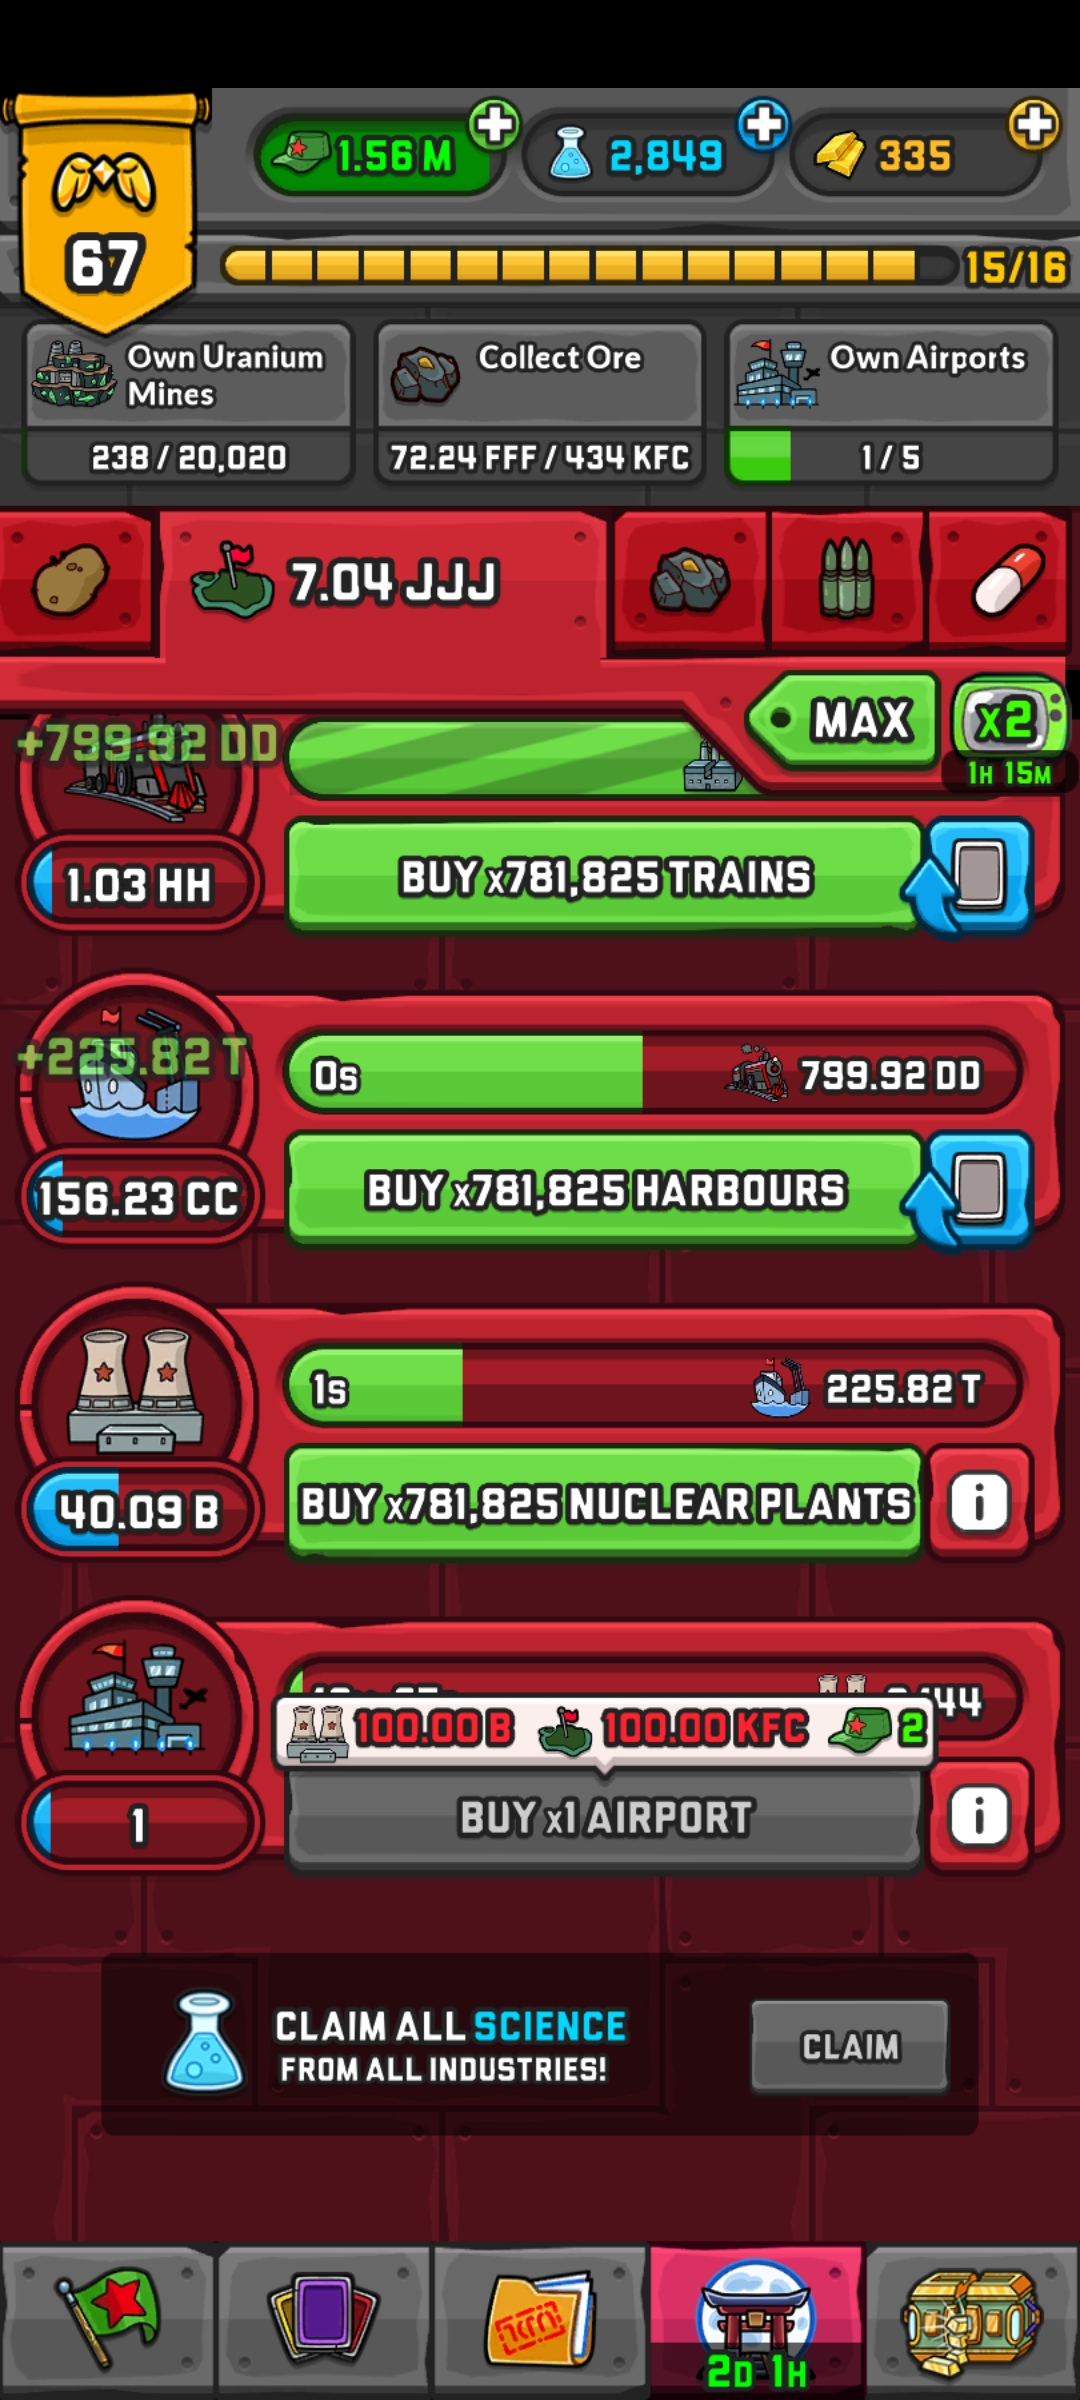 1.56 M
2,849
335
67
15/16
Own Uranium
Mines
238 / 20,020
Collect Ore
72.24 FFF / 434 KFC
Own Airports
1 / 5
7.04 JJJ
MAX
x2
1H 15M
+799.92 DD
1.03 HH
BUY x781,825 TRAINS
+225.82 T
0s
799.92 DD
156.23 CC
BUY x781,825 HARBOURS
1s
225.82 T
40.09 B
BUY x781,825 NUCLEAR PLANTS
i
100.00 B
100.00 KFC
2
1
BUY x1 AIRPORT
i
CLAIM ALL SCIENCE
FROM ALL INDUSTRIES!
CLAIM
2D 1H